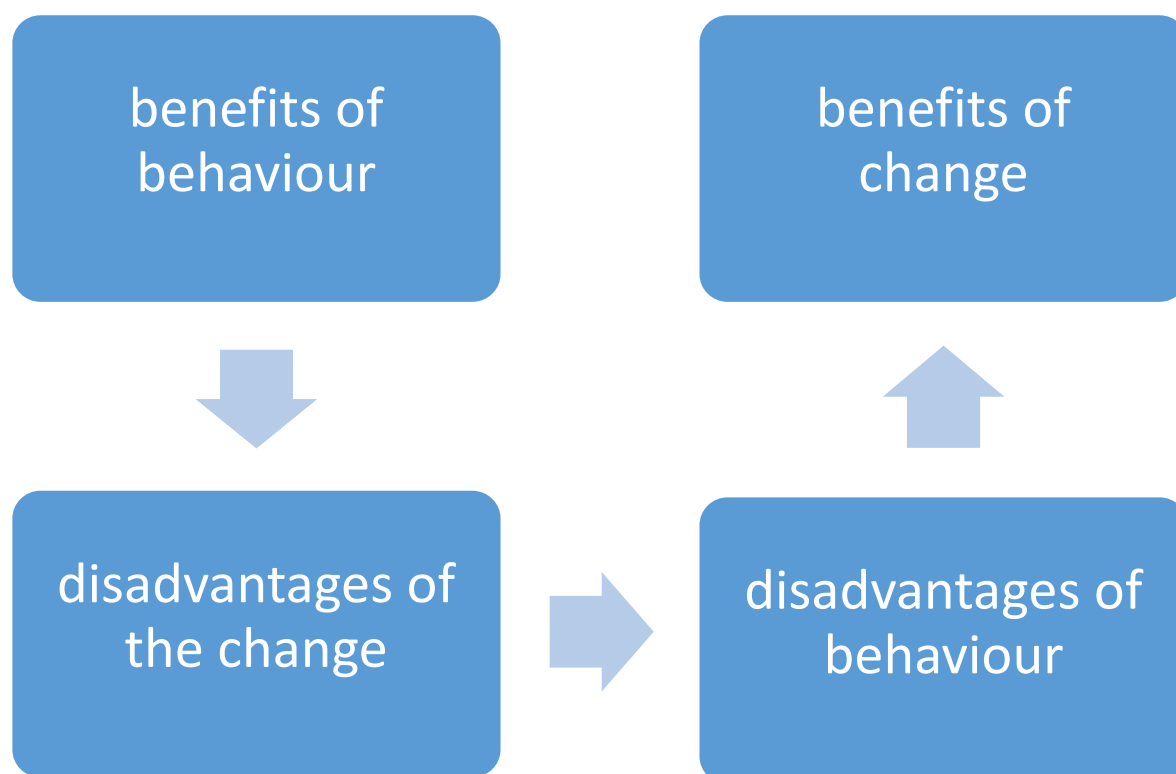 benefits of
behaviour
disadvantages of
the change
disadvantages of
behaviour
benefits of
change